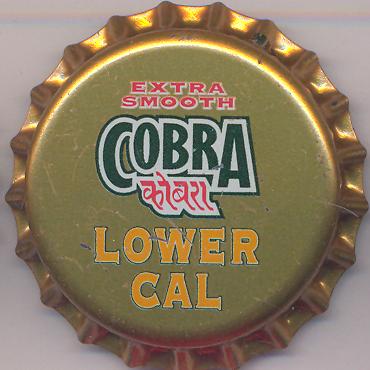 EXTRA
SMOOTH
COBRA
कोबरा
LOWER
CAL